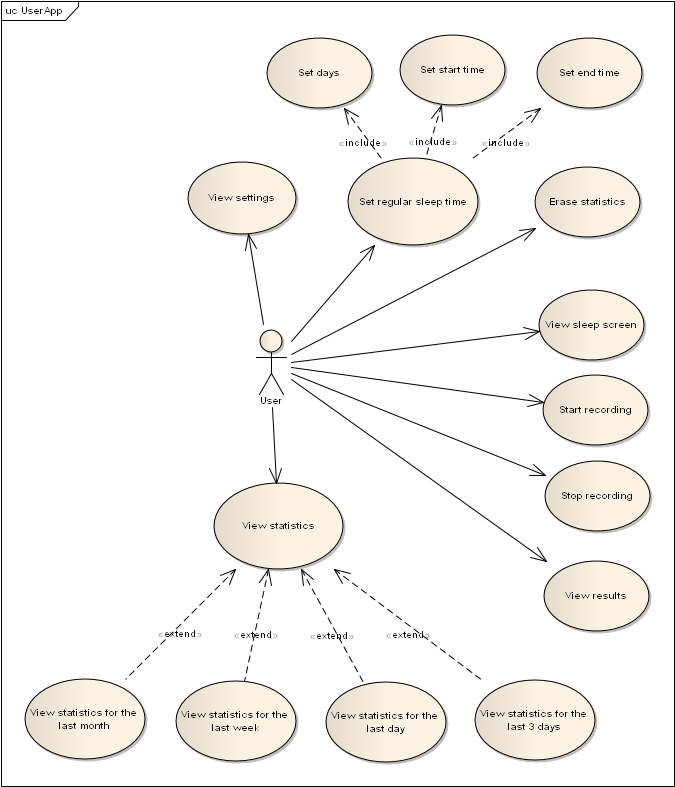 uc UserApp
Set days
Set start time
Set end time
«include»
«include»
«include»
View settings
Set regular sleep time
Erase statistics
View sleep screen
User
Start recording
Stop recording
View statistics
View results
«extend»
«extend»
«extend»
«extend»
View statistics for the
last month
View statistics for the
last week
View statistics for the
last day
View statistics for the
last 3 days